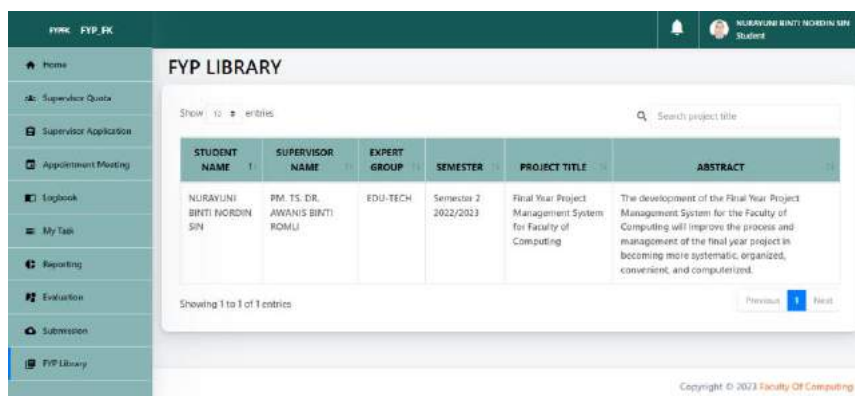 FYPFK FYP_FK
NURAYUNI BINTI NORDIN SIN
Student
Home
Supervisor Quota
Supervisor Application
Appointment Meeting
Logbook
My Task
Reporting
Evaluation
Submission
FYP Library
FYP LIBRARY
Show 10 entries
Search project title
STUDENT NAME SUPERVISOR NAME EXPERT GROUP SEMESTER PROJECT TITLE ABSTRACT
NURAYUNI PM. TS. DR. EDU-TECH Semester 2 Final Year Project The development of the Final Year Project
BINTI NORDIN AWANIS BINTI 2022/2023 Management System Management System for the Faculty of
SIN ROMLI for Faculty of Computing will improve the process and
Computing management of the final year project in
becoming more systematic, organized,
convenient, and computerized.
Showing 1 to 1 of 1 entries
Previous 1 Next
Copyright © 2023 Faculty Of Computing